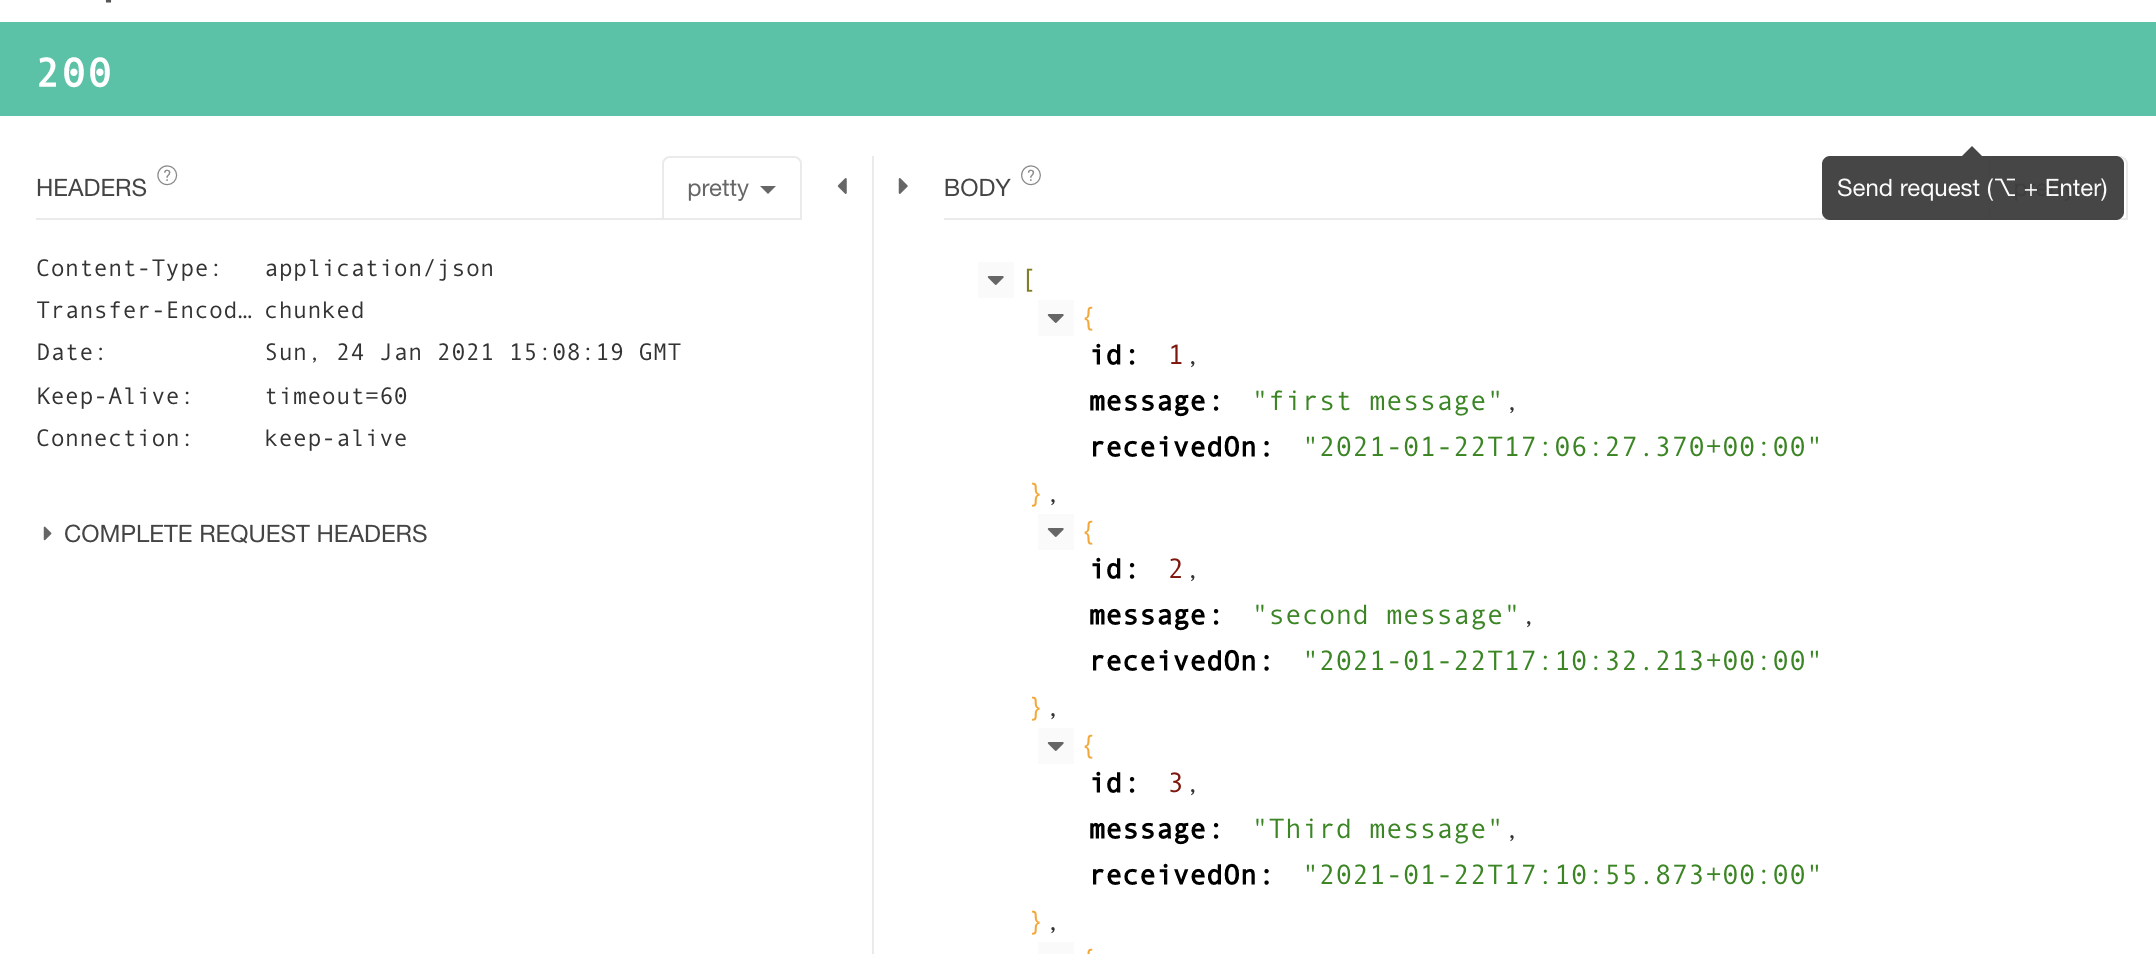 200
HEADERS ?
pretty
Content-Type: application/json
Transfer-Encod… chunked
Date: Sun, 24 Jan 2021 15:08:19 GMT
Keep-Alive: timeout=60
Connection: keep-alive
COMPLETE REQUEST HEADERS
BODY ?
Send request (⌥ + Enter)
[
{
id: 1,
message: "first message",
receivedOn: "2021-01-22T17:06:27.370+00:00"
},
{
id: 2,
message: "second message",
receivedOn: "2021-01-22T17:10:32.213+00:00"
},
{
id: 3,
message: "Third message",
receivedOn: "2021-01-22T17:10:55.873+00:00"
},